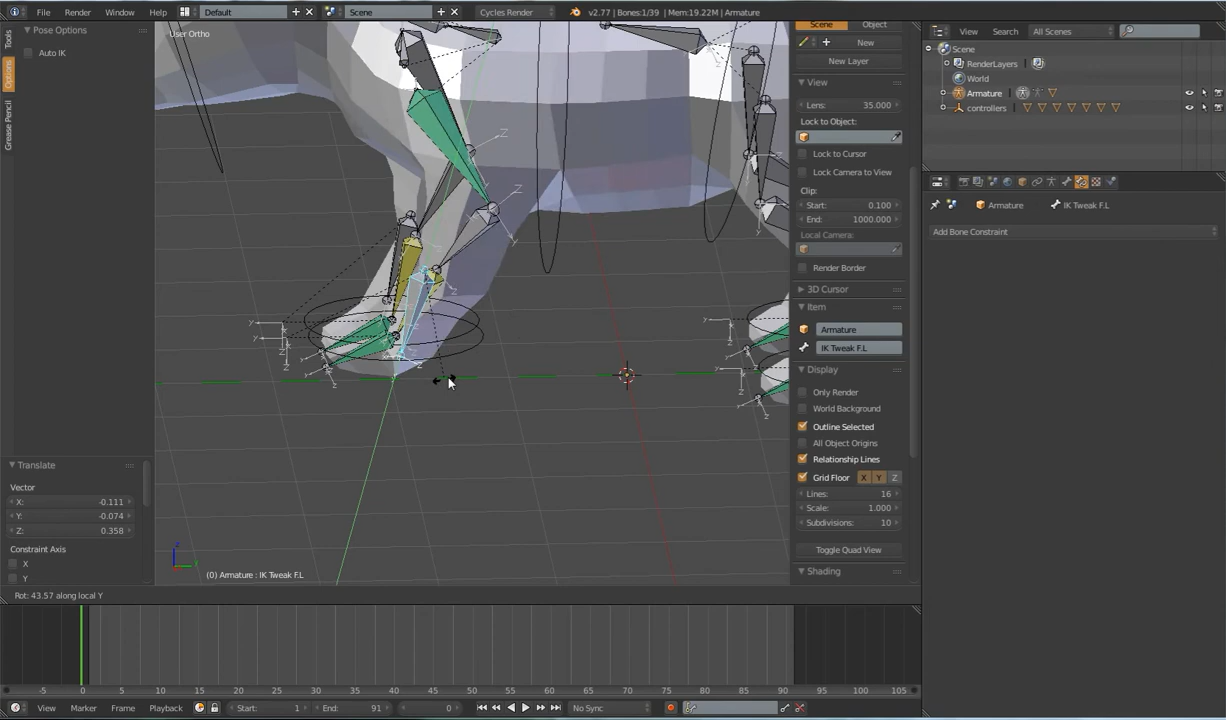 File Render Window Help Default Scene Cycles Render v2.77 | Bones:1/39 | Mem:19.22M | Armature
Tools
Options
Grease Pencil
Pose Options
Auto IK
Translate
Vector
X: -0.111
Y: -0.074
Z: 0.358
Constraint Axis
X
Y
User Ortho
(0) Armature : IK Tweak F.L
Rot: 43.57 along local Y
Scene Object
New
New Layer
View
Lens: 35.000
Lock to Object:
Lock to Cursor
Lock Camera to View
Clip:
Start: 0.100
End: 1000.000
Local Camera:
Render Border
3D Cursor
Item
Armature
IK Tweak F.L
Display
Only Render
World Background
Outline Selected
All Object Origins
Relationship Lines
Grid Floor X Y Z
Lines: 16
Scale: 1.000
Subdivisions: 10
Toggle Quad View
Shading
View Search All Scenes
Scene
RenderLayers
World
Armature
controllers
Armature IK Tweak F.L
Add Bone Constraint
-5 0 5 10 15 20 25 30 35 40 45 50 55 60 65 70 75 80 85 90 95 100 105
View Marker Frame Playback Start: 1 End: 91 0 No Sync